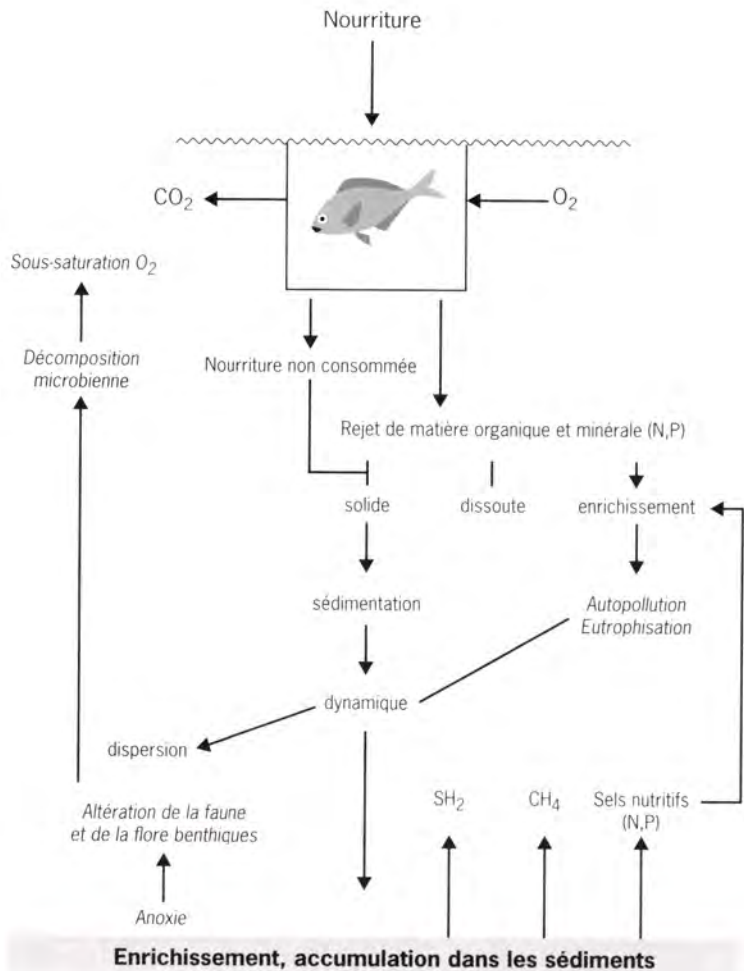 Nourriture
CO₂
O₂
Sous-saturation O₂
Décomposition
microbienne
Nourriture non consommée
Rejet de matière organique et minérale (N,P)
solide
dissoute
enrichissement
sédimentation
Autopollution
Eutrophisation
dynamique
dispersion
Altération de la faune
et de la flore benthiques
SH₂
CH₄
Sels nutritifs
(N,P)
Anoxie
Enrichissement, accumulation dans les sédiments